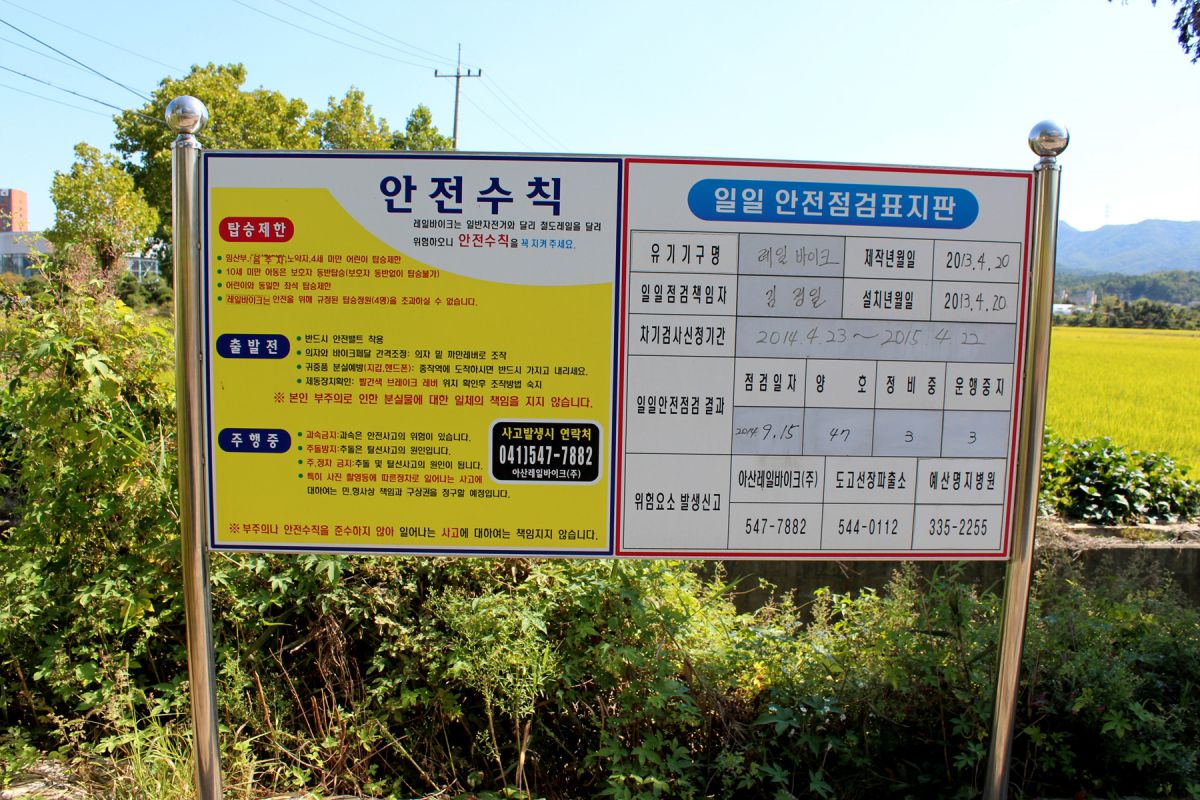 안전수칙
레일바이크는 일반자전거와 달리 철도레일을 달려
위험하오니 안전수칙을 꼭 지켜 주세요.
탑승제한
임산부, 노약자,4세 미만 어린이 탑승제한
10세 미만 아동은 보호자 동반탑승(보호자 동반없이 탑승불가)
어린이와 동일한 좌석 탑승제한
레일바이크는 안전을 위해 규정된 탑승정원(4명)을 초과하실 수 없습니다.
출발전
반드시 안전밸트 착용
의자와 바이크페달 간격조정: 의자 밑 까만레버로 조작
귀중품 분실예방(지갑,핸드폰): 종착역에 도착하시면 반드시 가지고 내리세요.
제동장치확인: 빨간색 브레이크 레버 위치 확인후 조작방법 숙지
※ 본인 부주의로 인한 분실물에 대한 일체의 책임을 지지 않습니다.
주행중
과속금지:과속은 안전사고의 위험이 있습니다.
추돌방지:추돌은 탈선사고의 원인입니다.
주,정차 금지:추돌 및 탈선사고의 원인이 됩니다.
특히 사진 촬영등에 따른정차로 일어나는 사고에
대하여는 민,형사상 책임과 구상권을 청구할 예정입니다.
사고발생시 연락처
041)547-7882
아산레일바이크(주)
※ 부주의나 안전수칙을 준수하지 않아 일어나는 사고에 대하여는 책임지지 않습니다.
일일 안전점검표지판
유기기구명 레일 바이크 제작년월일 2013.4.20
일일점검책임자 김 정일 설치년월일 2013.4.20
차기검사신청기간 2014.4.23~2015.4.22
일일안전점검 결과 점검일자 양호 정비중 운행중지
2014.9.15 47 3 3
위험요소 발생신고 아산레일바이크(주) 도고선장파출소 예산명지병원
547-7882 544-0112 335-2255